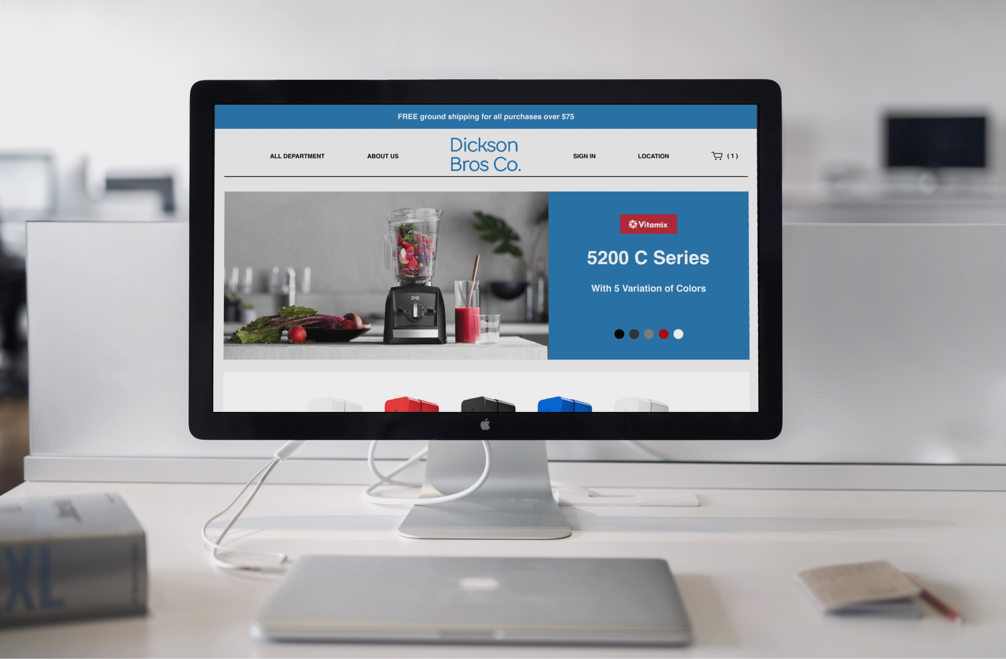 FREE ground shipping for all purchases over $75
ALL DEPARTMENT
ABOUT US
Dickson
Bros Co.
SIGN IN
LOCATION
( 1 )
Vitamix
5200 C Series
With 5 Variation of Colors
XL